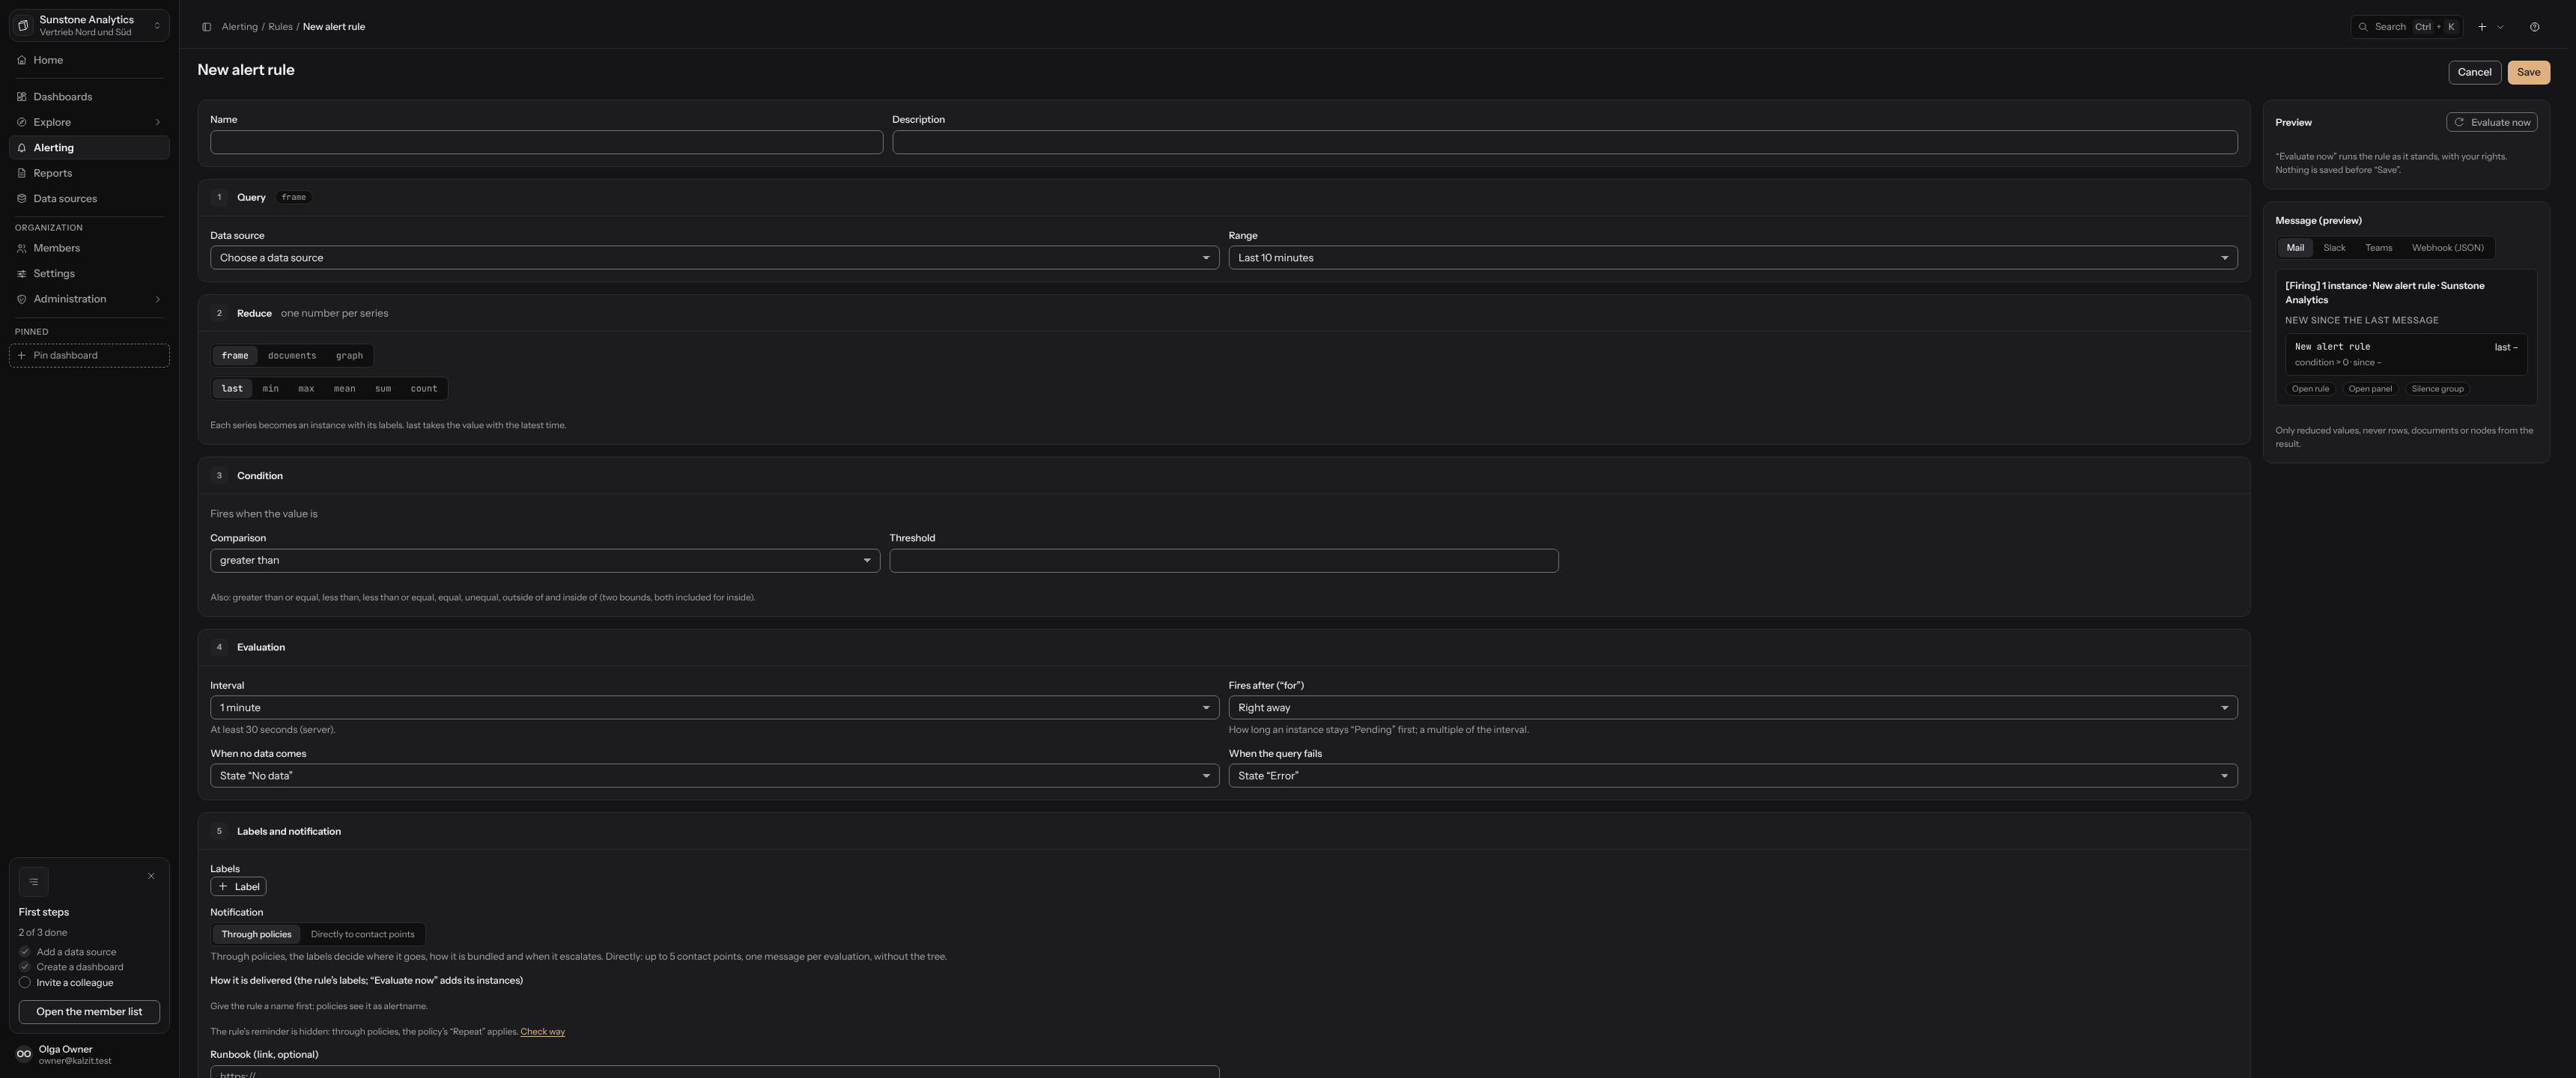 Sunstone Analytics
Vertrieb Nord und Süd
Home
Dashboards
Explore
Alerting
Reports
Data sources
ORGANIZATION
Members
Settings
Administration
PINNED
Pin dashboard
First steps
2 of 3 done
Add a data source
Create a dashboard
Invite a colleague
Open the member list
OO
Olga Owner
owner@kalzit.test
Alerting / Rules / New alert rule
Search Ctrl + K
New alert rule
Cancel
Save
Name
Description
1 Query frame
Data source
Choose a data source
Range
Last 10 minutes
2 Reduce one number per series
frame documents graph
last min max mean sum count
Each series becomes an instance with its labels. last takes the value with the latest time.
3 Condition
Fires when the value is
Comparison
greater than
Threshold
Also: greater than or equal, less than, less than or equal, equal, unequal, outside of and inside of (two bounds, both included for inside).
4 Evaluation
Interval
1 minute
At least 30 seconds (server).
Fires after (“for”)
Right away
How long an instance stays “Pending” first; a multiple of the interval.
When no data comes
State “No data”
When the query fails
State “Error”
5 Labels and notification
Labels
Label
Notification
Through policies Directly to contact points
Through policies, the labels decide where it goes, how it is bundled and when it escalates. Directly: up to 5 contact points, one message per evaluation, without the tree.
How it is delivered (the rule's labels; “Evaluate now” adds its instances)
Give the rule a name first: policies see it as alertname.
The rule's reminder is hidden: through policies, the policy's “Repeat” applies. Check way
Runbook (link, optional)
https://
Preview
Evaluate now
“Evaluate now” runs the rule as it stands, with your rights.
Nothing is saved before “Save”.
Message (preview)
Mail Slack Teams Webhook (JSON)
[Firing] 1 instance · New alert rule · Sunstone
Analytics
NEW SINCE THE LAST MESSAGE
New alert rule last –
condition > 0 · since –
Open rule Open panel Silence group
Only reduced values, never rows, documents or nodes from the
result.